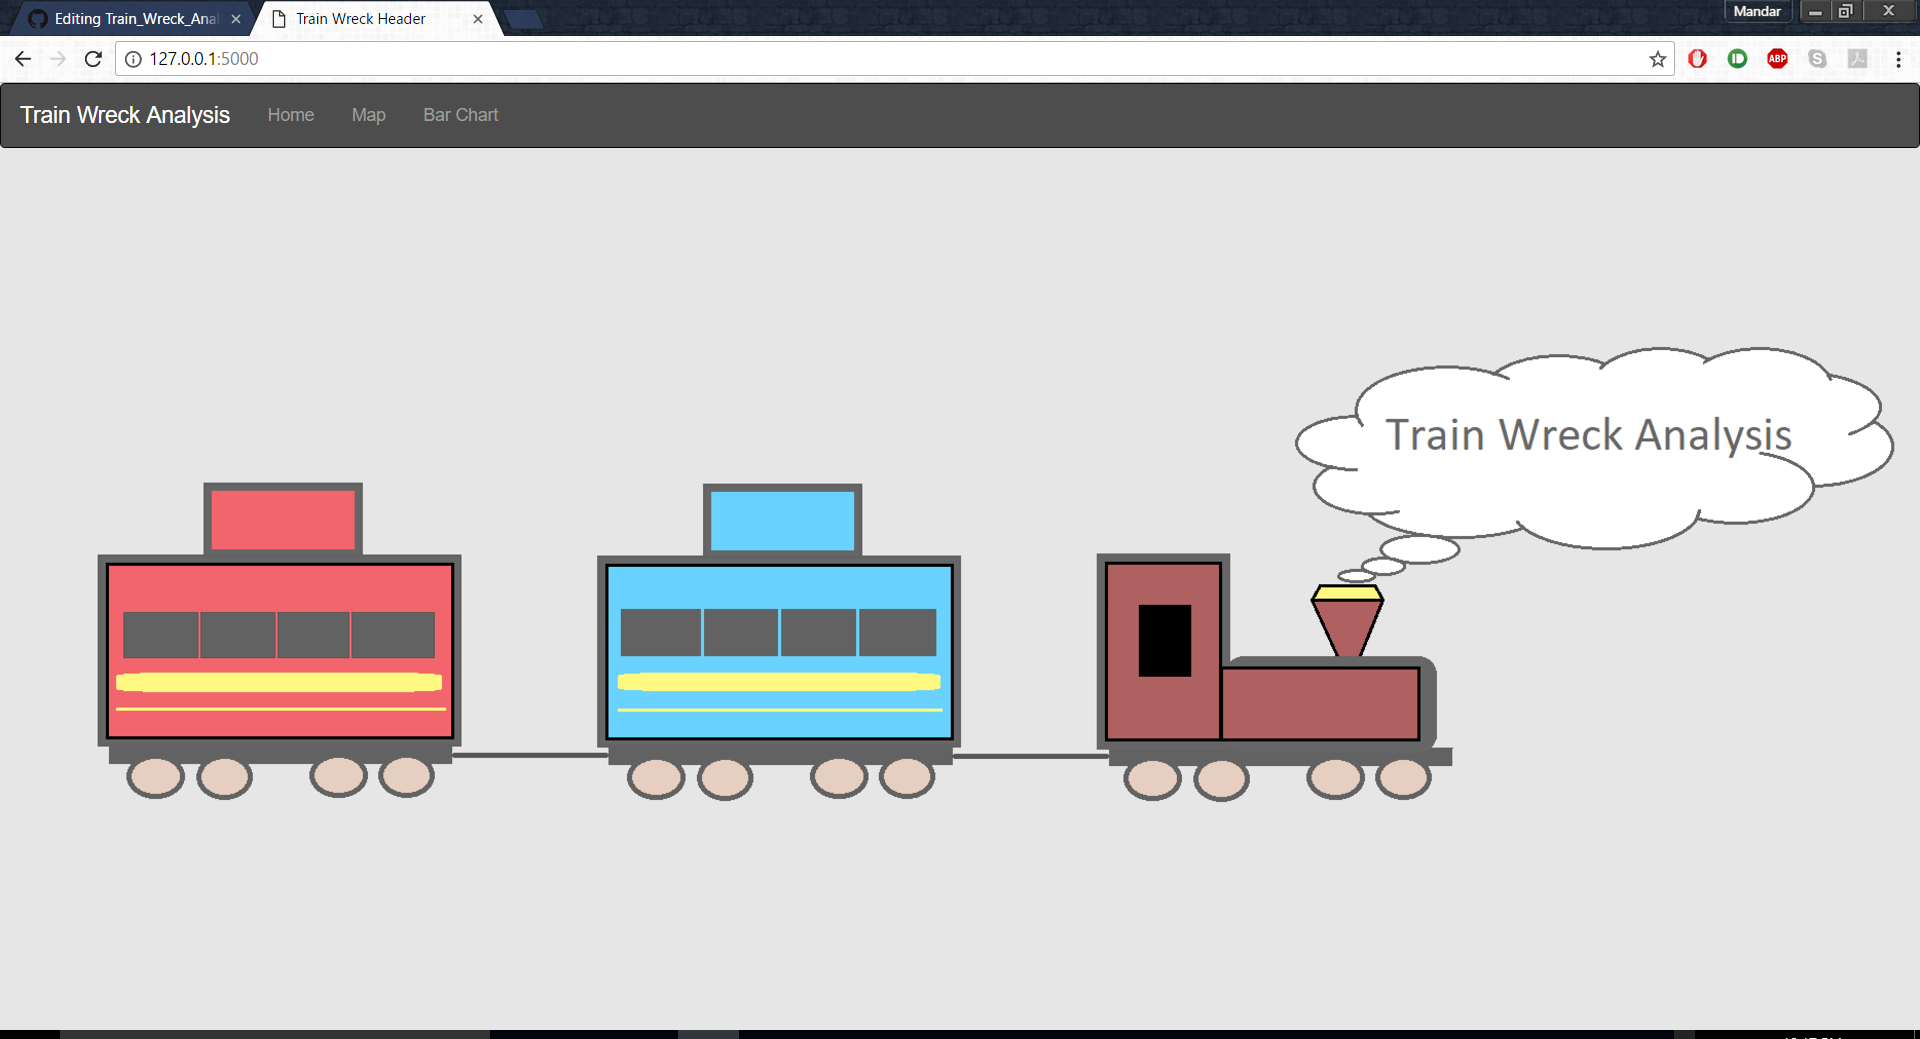 Editing Train_Wreck_Ana
Train Wreck Header
Mandar
127.0.0.1:5000
ABP
Train Wreck Analysis
Home
Map
Bar Chart
Train Wreck Analysis